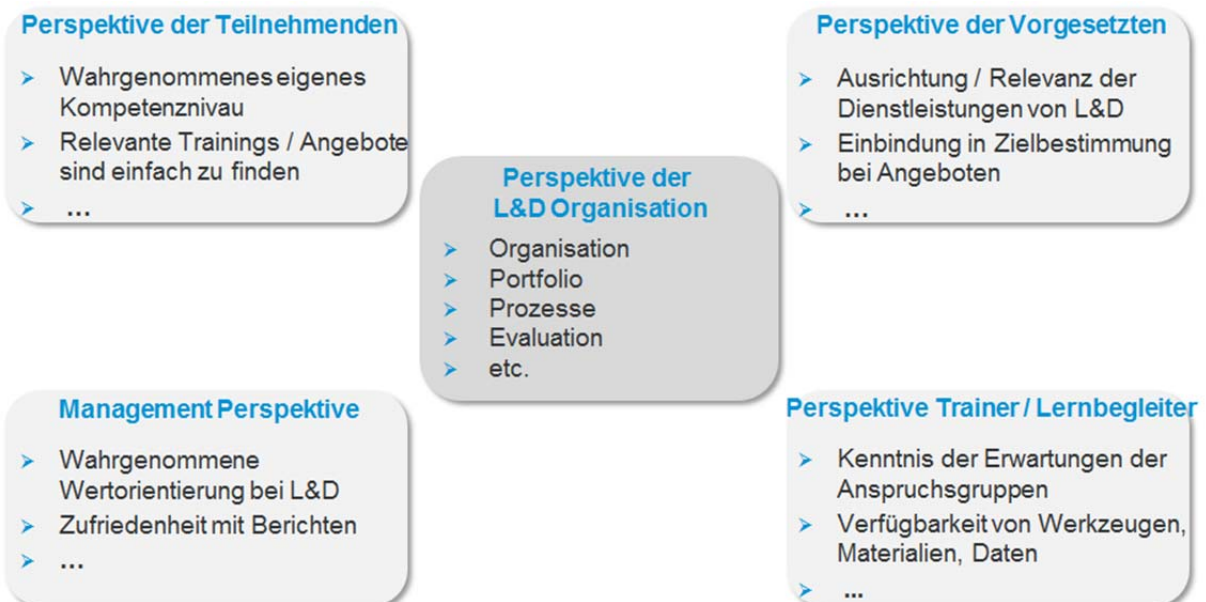 Perspektive der Teilnehmenden
➢ Wahrgenommenes eigenes
Kompetenznivau
➢ Relevante Trainings / Angebote
sind einfach zu finden
➢ ...
Perspektive der Vorgesetzten
➢ Ausrichtung / Relevanz der
Dienstleistungen von L&D
➢ Einbindung in Zielbestimmung
bei Angeboten
➢ ...
Perspektive der
L&D Organisation
➢ Organisation
➢ Portfolio
➢ Prozesse
➢ Evaluation
➢ etc.
Management Perspektive
➢ Wahrgenommene
Wertorientierung bei L&D
➢ Zufriedenheit mit Berichten
➢ ...
Perspektive Trainer / Lernbegleiter
➢ Kenntnis der Erwartungen der
Anspruchsgruppen
➢ Verfügbarkeit von Werkzeugen,
Materialien, Daten
➢ ...